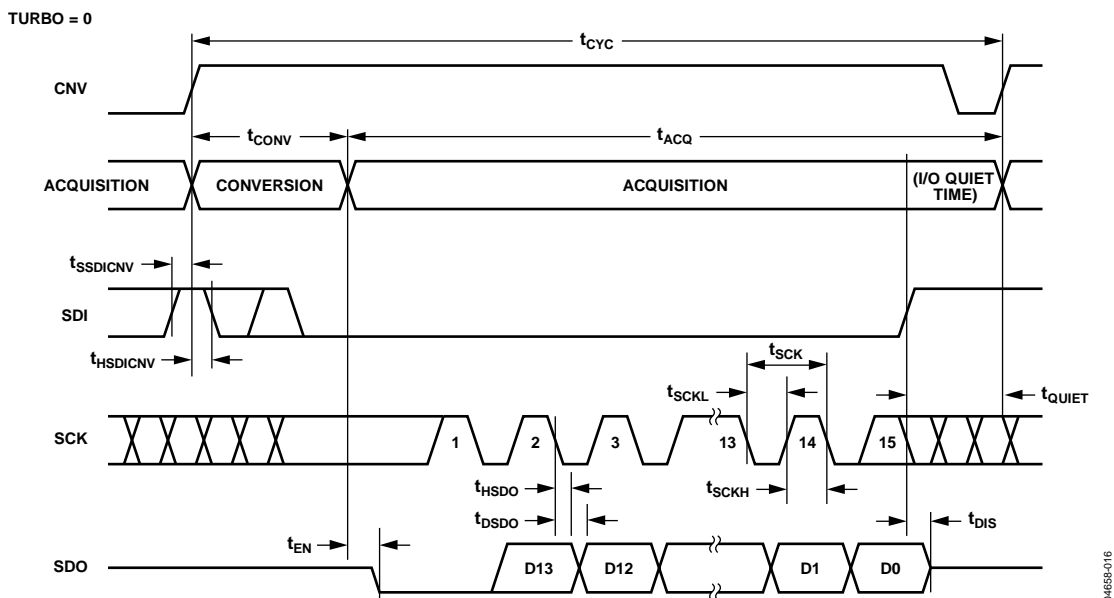 TURBO = 0
tCYC
CNV
tCONV
tACQ
ACQUISITION
CONVERSION
ACQUISITION
(I/O QUIET
TIME)
tSSDICNV
SDI
tHSDICNV
tSCK
tSCKL
tQUIET
SCK
1
2
3
13
14
15
tHSDO
tSCKH
tDSDO
tDIS
tEN
SDO
D13
D12
D1
D0
04658-016